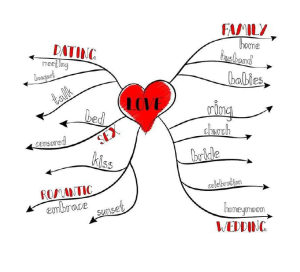 DATING
meeting
bouquet
talk
bed
SEX
censored
kiss
ROMANTIC
embrace
sunset
LOVE
FAMILY
home
husband
babies
ring
church
bride
celebration
honeymoon
WEDDING